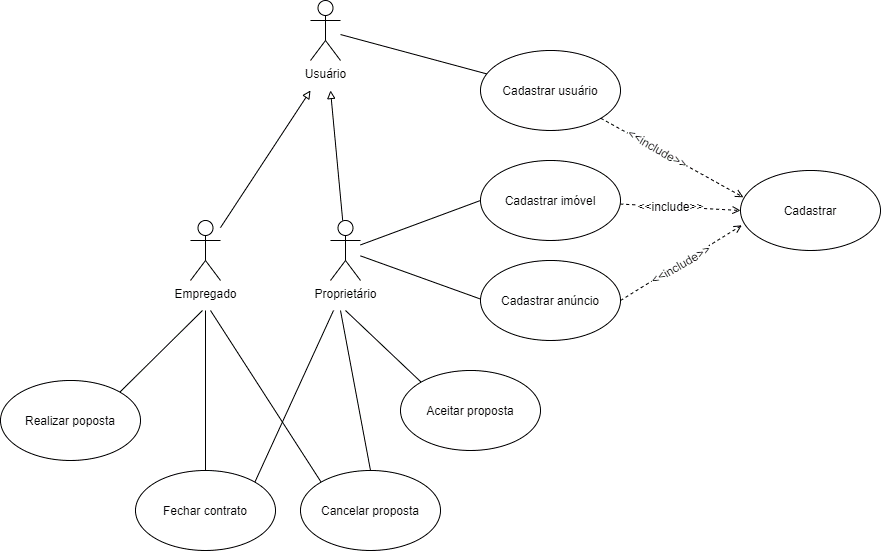 Usuário
Cadastrar usuário
<<include>>
Cadastrar imóvel
<<include>>
Cadastrar
Empregado
Proprietário
Cadastrar anúncio
<<include>>
Realizar poposta
Aceitar proposta
Fechar contrato
Cancelar proposta